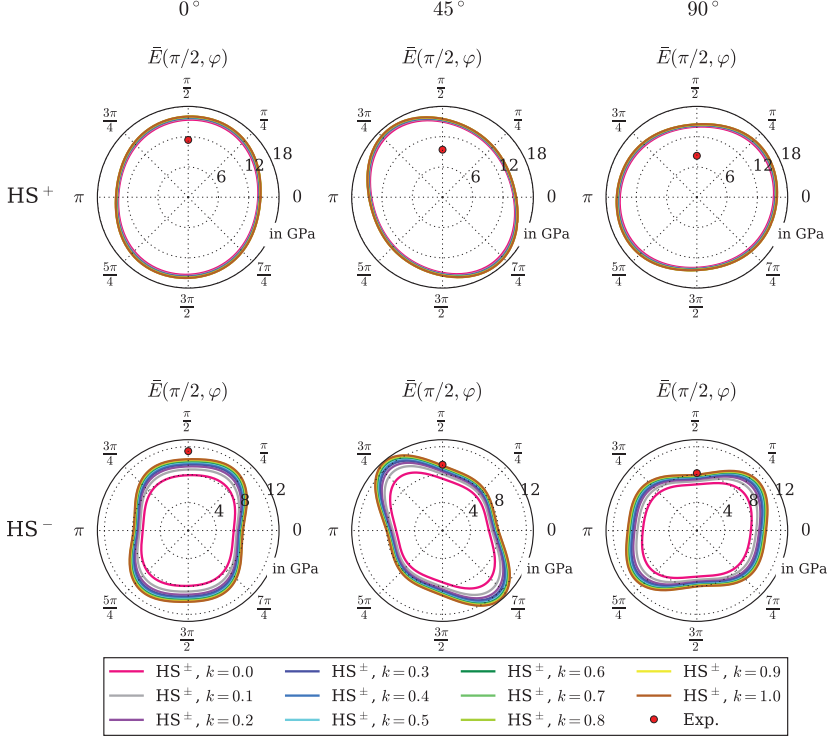 0° 45° 90°
Ē(π/2, φ) Ē(π/2, φ) Ē(π/2, φ)
π/2 π/2 π/2
3π/4 π/4 3π/4 π/4 3π/4 π/4
18 18 18
12 12 12
6 6 6
HS⁺ π 0 π 0 π 0
in GPa in GPa in GPa
5π/4 7π/4 5π/4 7π/4 5π/4 7π/4
3π/2 3π/2 3π/2
Ē(π/2, φ) Ē(π/2, φ) Ē(π/2, φ)
π/2 π/2 π/2
3π/4 π/4 3π/4 π/4 3π/4 π/4
12 12 12
8 8 8
4 4 4
HS⁻ π 0 π 0 π 0
in GPa in GPa in GPa
5π/4 7π/4 5π/4 7π/4 5π/4 7π/4
3π/2 3π/2 3π/2
HS±, k=0.0 HS±, k=0.3 HS±, k=0.6 HS±, k=0.9
HS±, k=0.1 HS±, k=0.4 HS±, k=0.7 HS±, k=1.0
HS±, k=0.2 HS±, k=0.5 HS±, k=0.8 Exp.